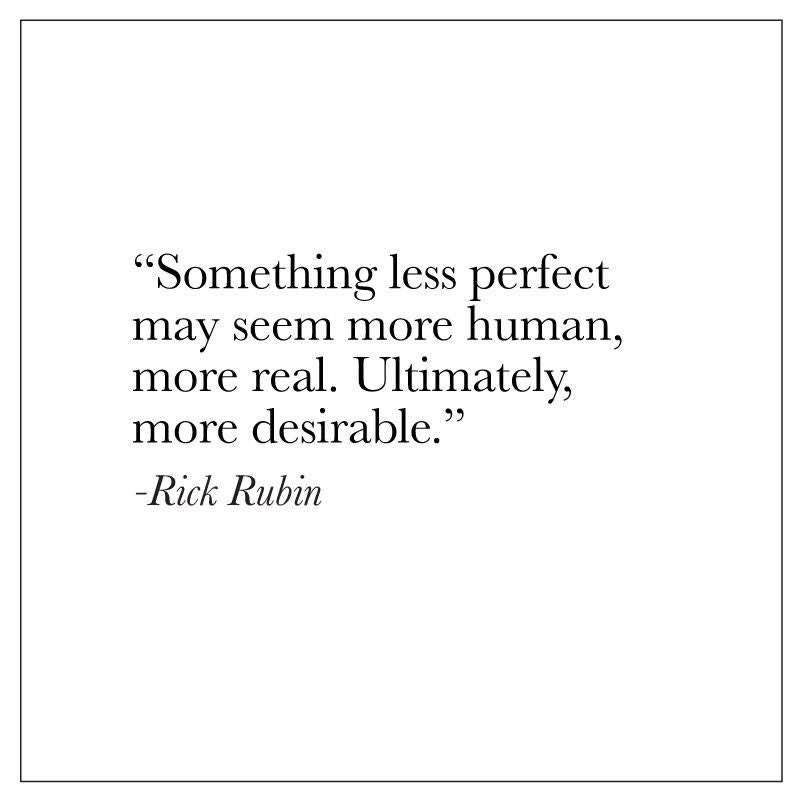 “Something less perfect
may seem more human,
more real. Ultimately,
more desirable.”
-Rick Rubin